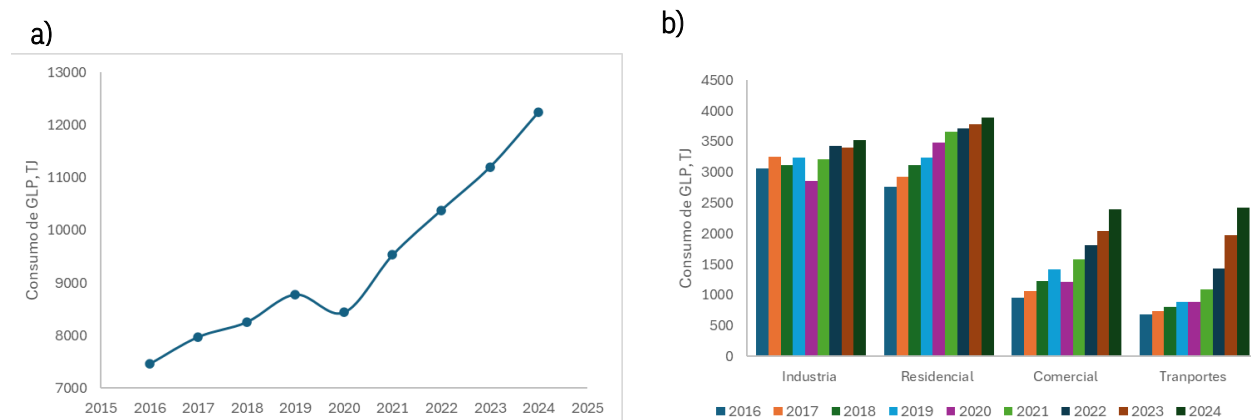 a)
Consumo de GLP, TJ
13000
12000
11000
10000
9000
8000
7000
2015 2016 2017 2018 2019 2020 2021 2022 2023 2024 2025
b)
Consumo de GLP, TJ
4500
4000
3500
3000
2500
2000
1500
1000
500
0
Industria Residencial Comercial Tranportes
2016 2017 2018 2019 2020 2021 2022 2023 2024